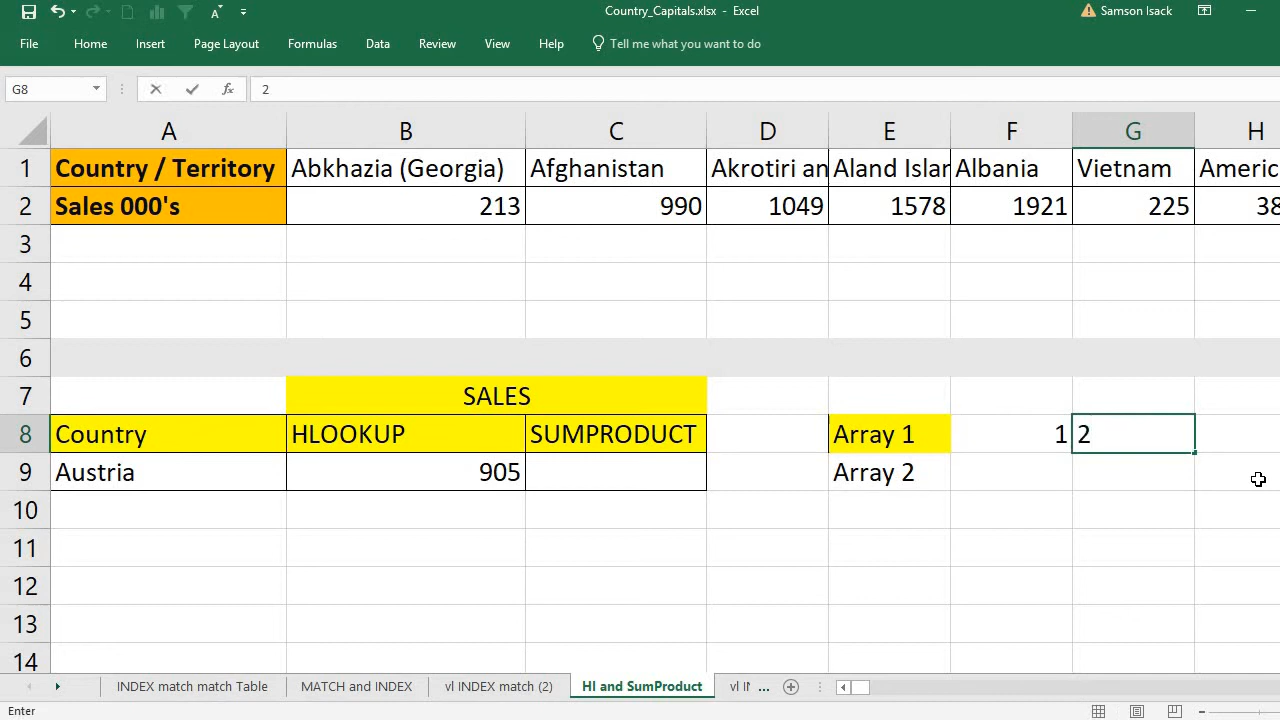 Country_Capitals.xlsx - Excel
Samson Isack
File Home Insert Page Layout Formulas Data Review View Help Tell me what you want to do
G8 fx 2
A B C D E F G H
1 Country / Territory Abkhazia (Georgia) Afghanistan Akrotiri an Aland Islar Albania Vietnam Americ
2 Sales 000's 213 990 1049 1578 1921 225 38
3
4
5
6
7 SALES
8 Country HLOOKUP SUMPRODUCT Array 1 1 2
9 Austria 905 Array 2
10
11
12
13
14
INDEX match match Table MATCH and INDEX vl INDEX match (2) Hl and SumProduct vl IN ...
Enter